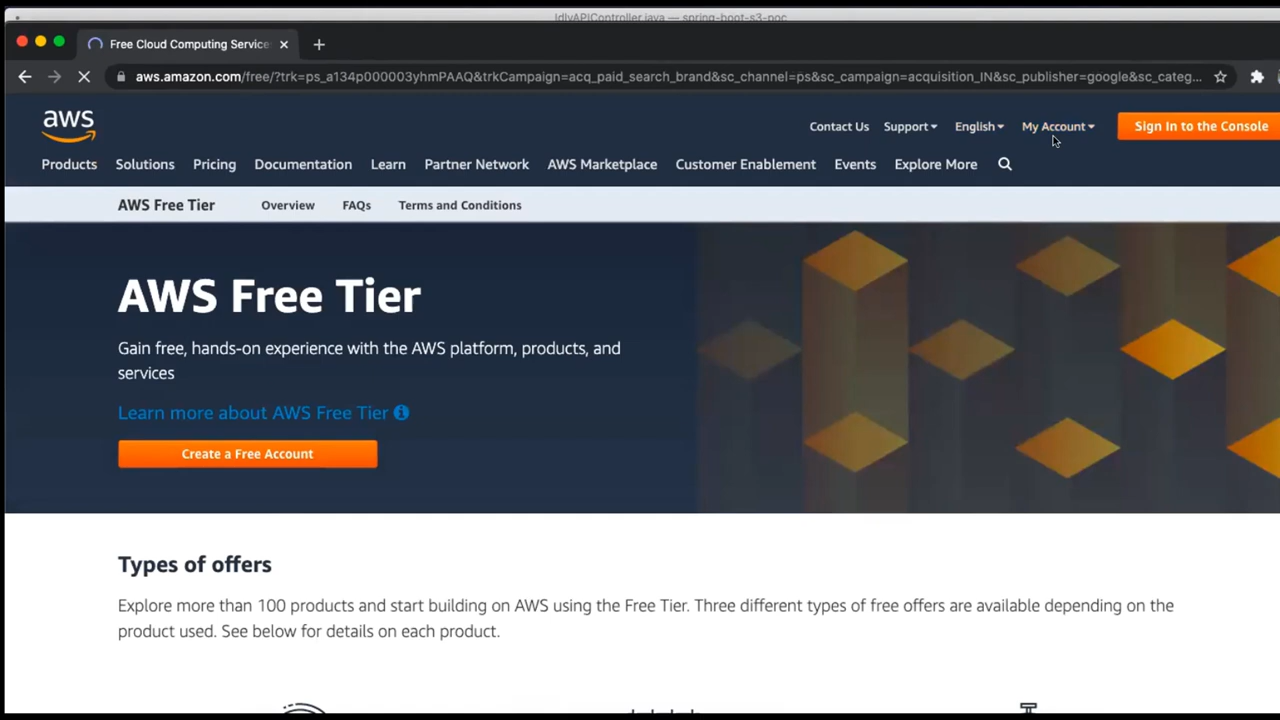 IdlyAPIController.java — spring-boot-s3-poc
Free Cloud Computing Service
aws.amazon.com/free/?trk=ps_a134p000003yhmPAAQ&trkCampaign=acq_paid_search_brand&sc_channel=ps&sc_campaign=acquisition_IN&sc_publisher=google&sc_categ...
aws
Contact Us Support English My Account Sign In to the Console
Products Solutions Pricing Documentation Learn Partner Network AWS Marketplace Customer Enablement Events Explore More
AWS Free Tier Overview FAQs Terms and Conditions
AWS Free Tier
Gain free, hands-on experience with the AWS platform, products, and
services
Learn more about AWS Free Tier
Create a Free Account
Types of offers
Explore more than 100 products and start building on AWS using the Free Tier. Three different types of free offers are available depending on the
product used. See below for details on each product.